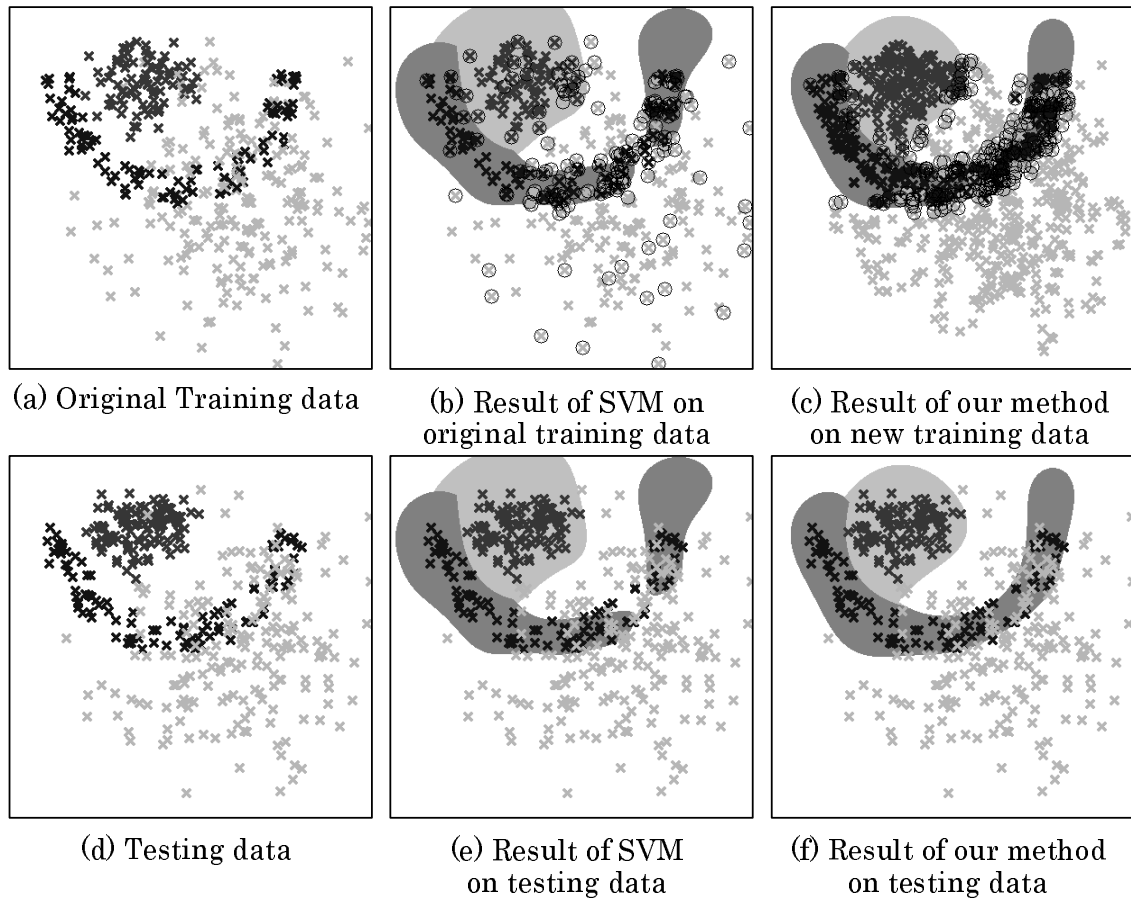 (a) Original Training data
(b) Result of SVM on
original training data
(c) Result of our method
on new training data
(d) Testing data
(e) Result of SVM
on testing data
(f) Result of our method
on testing data